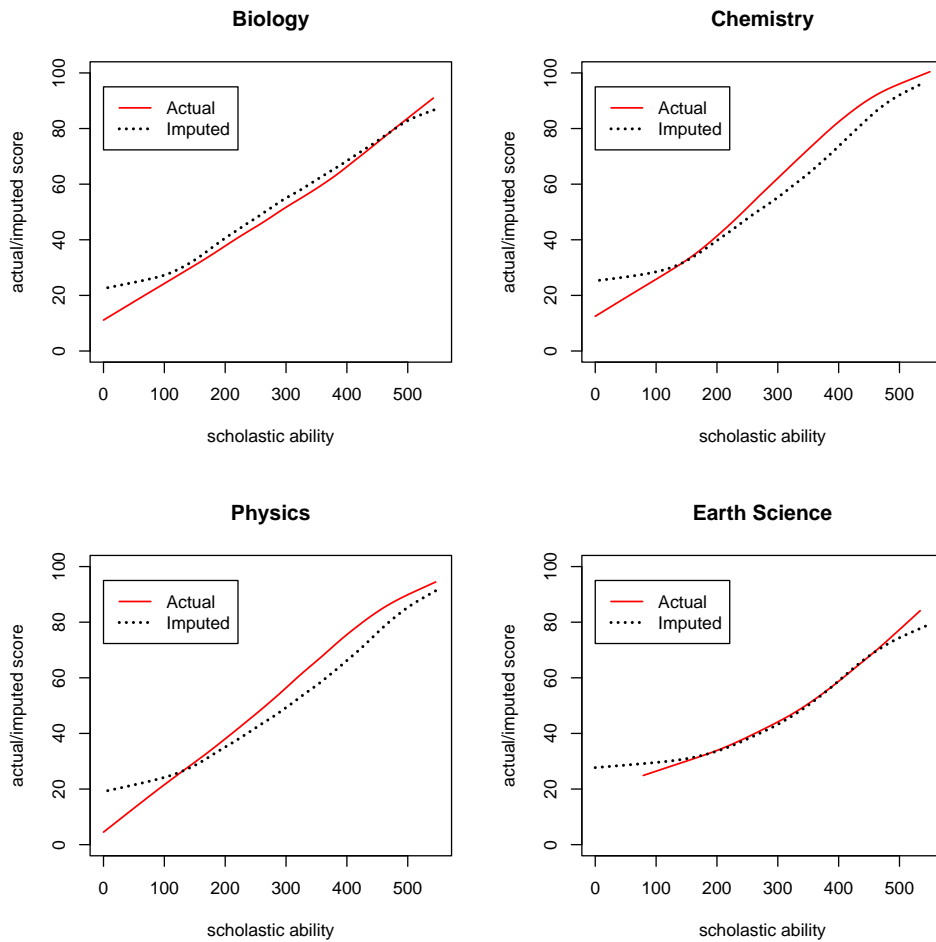 Biology
100
80
60
40
20
0
actual/imputed score
Actual
Imputed
0 100 200 300 400 500
scholastic ability
Chemistry
100
80
60
40
20
0
actual/imputed score
Actual
Imputed
0 100 200 300 400 500
scholastic ability
Physics
100
80
60
40
20
0
actual/imputed score
Actual
Imputed
0 100 200 300 400 500
scholastic ability
Earth Science
100
80
60
40
20
0
actual/imputed score
Actual
Imputed
0 100 200 300 400 500
scholastic ability